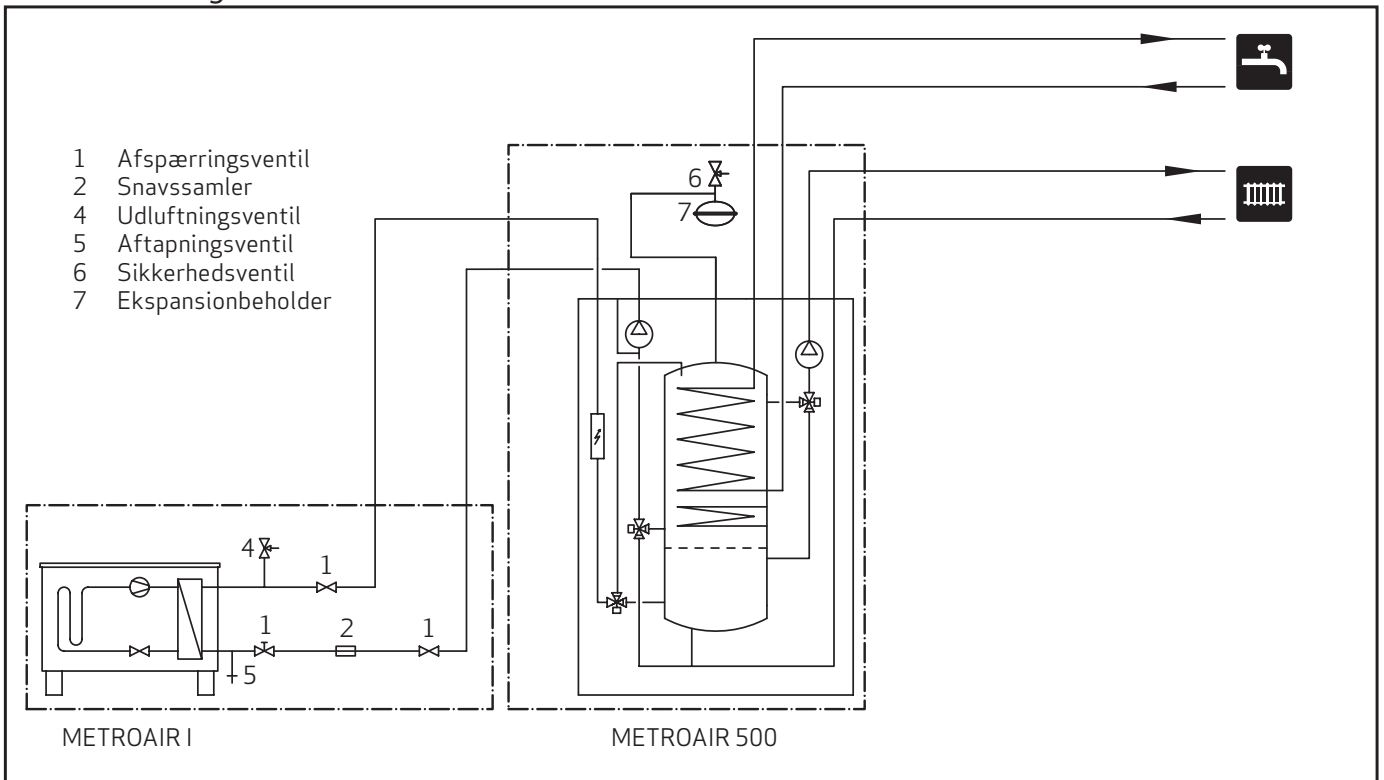 1 Afspærringsventil
2 Snavssamler
4 Udluftningsventil
5 Aftapningsventil
6 Sikkerhedsventil
7 Ekspansionbeholder
6
7
4
1
1
2
1
5
METROAIR I
METROAIR 500